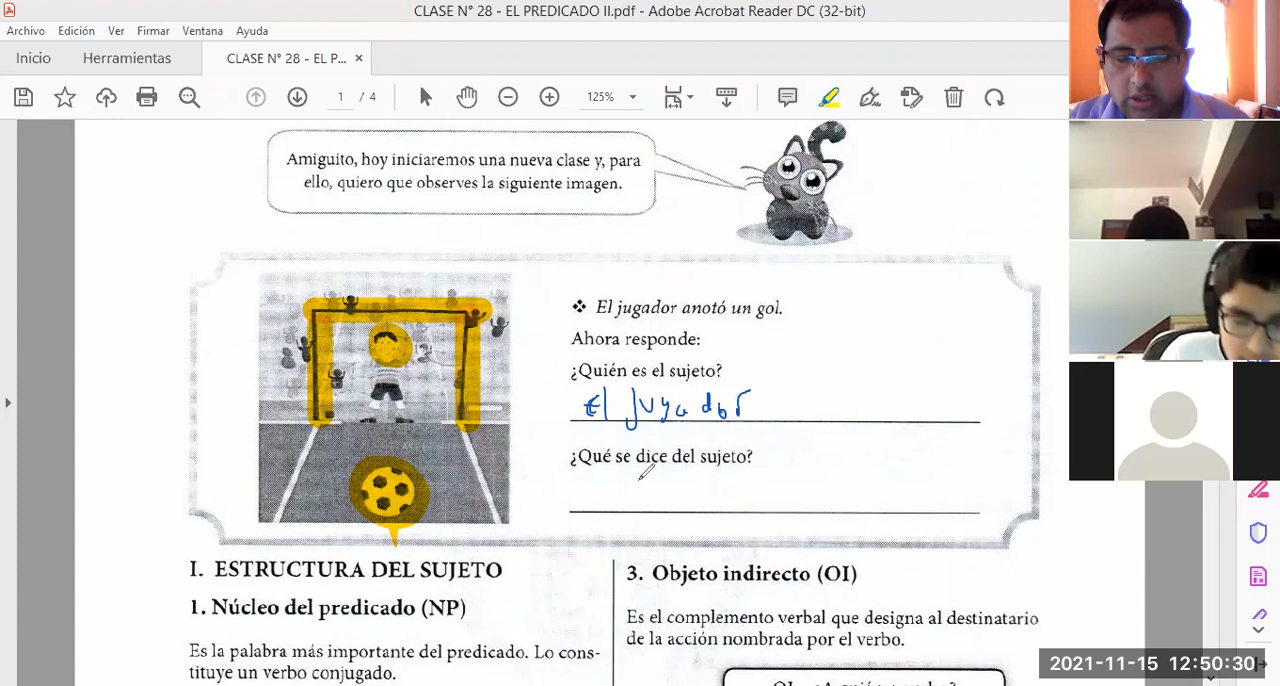 CLASE N° 28 - EL PREDICADO II.pdf - Adobe Acrobat Reader DC (32-bit)
Archivo Edición Ver Firmar Ventana Ayuda
Inicio Herramientas CLASE N° 28 - EL P... ×
1 / 4 125%
Amiguito, hoy iniciaremos una nueva clase y, para
ello, quiero que observes la siguiente imagen.
❖ El jugador anotó un gol.
Ahora responde:
¿Quién es el sujeto?
El jugador
¿Qué se dice del sujeto?
I. ESTRUCTURA DEL SUJETO
1. Núcleo del predicado (NP)
Es la palabra más importante del predicado. Lo cons-
tituye un verbo conjugado.
3. Objeto indirecto (OI)
Es el complemento verbal que designa al destinatario
de la acción nombrada por el verbo.
2021-11-15 12:50:30